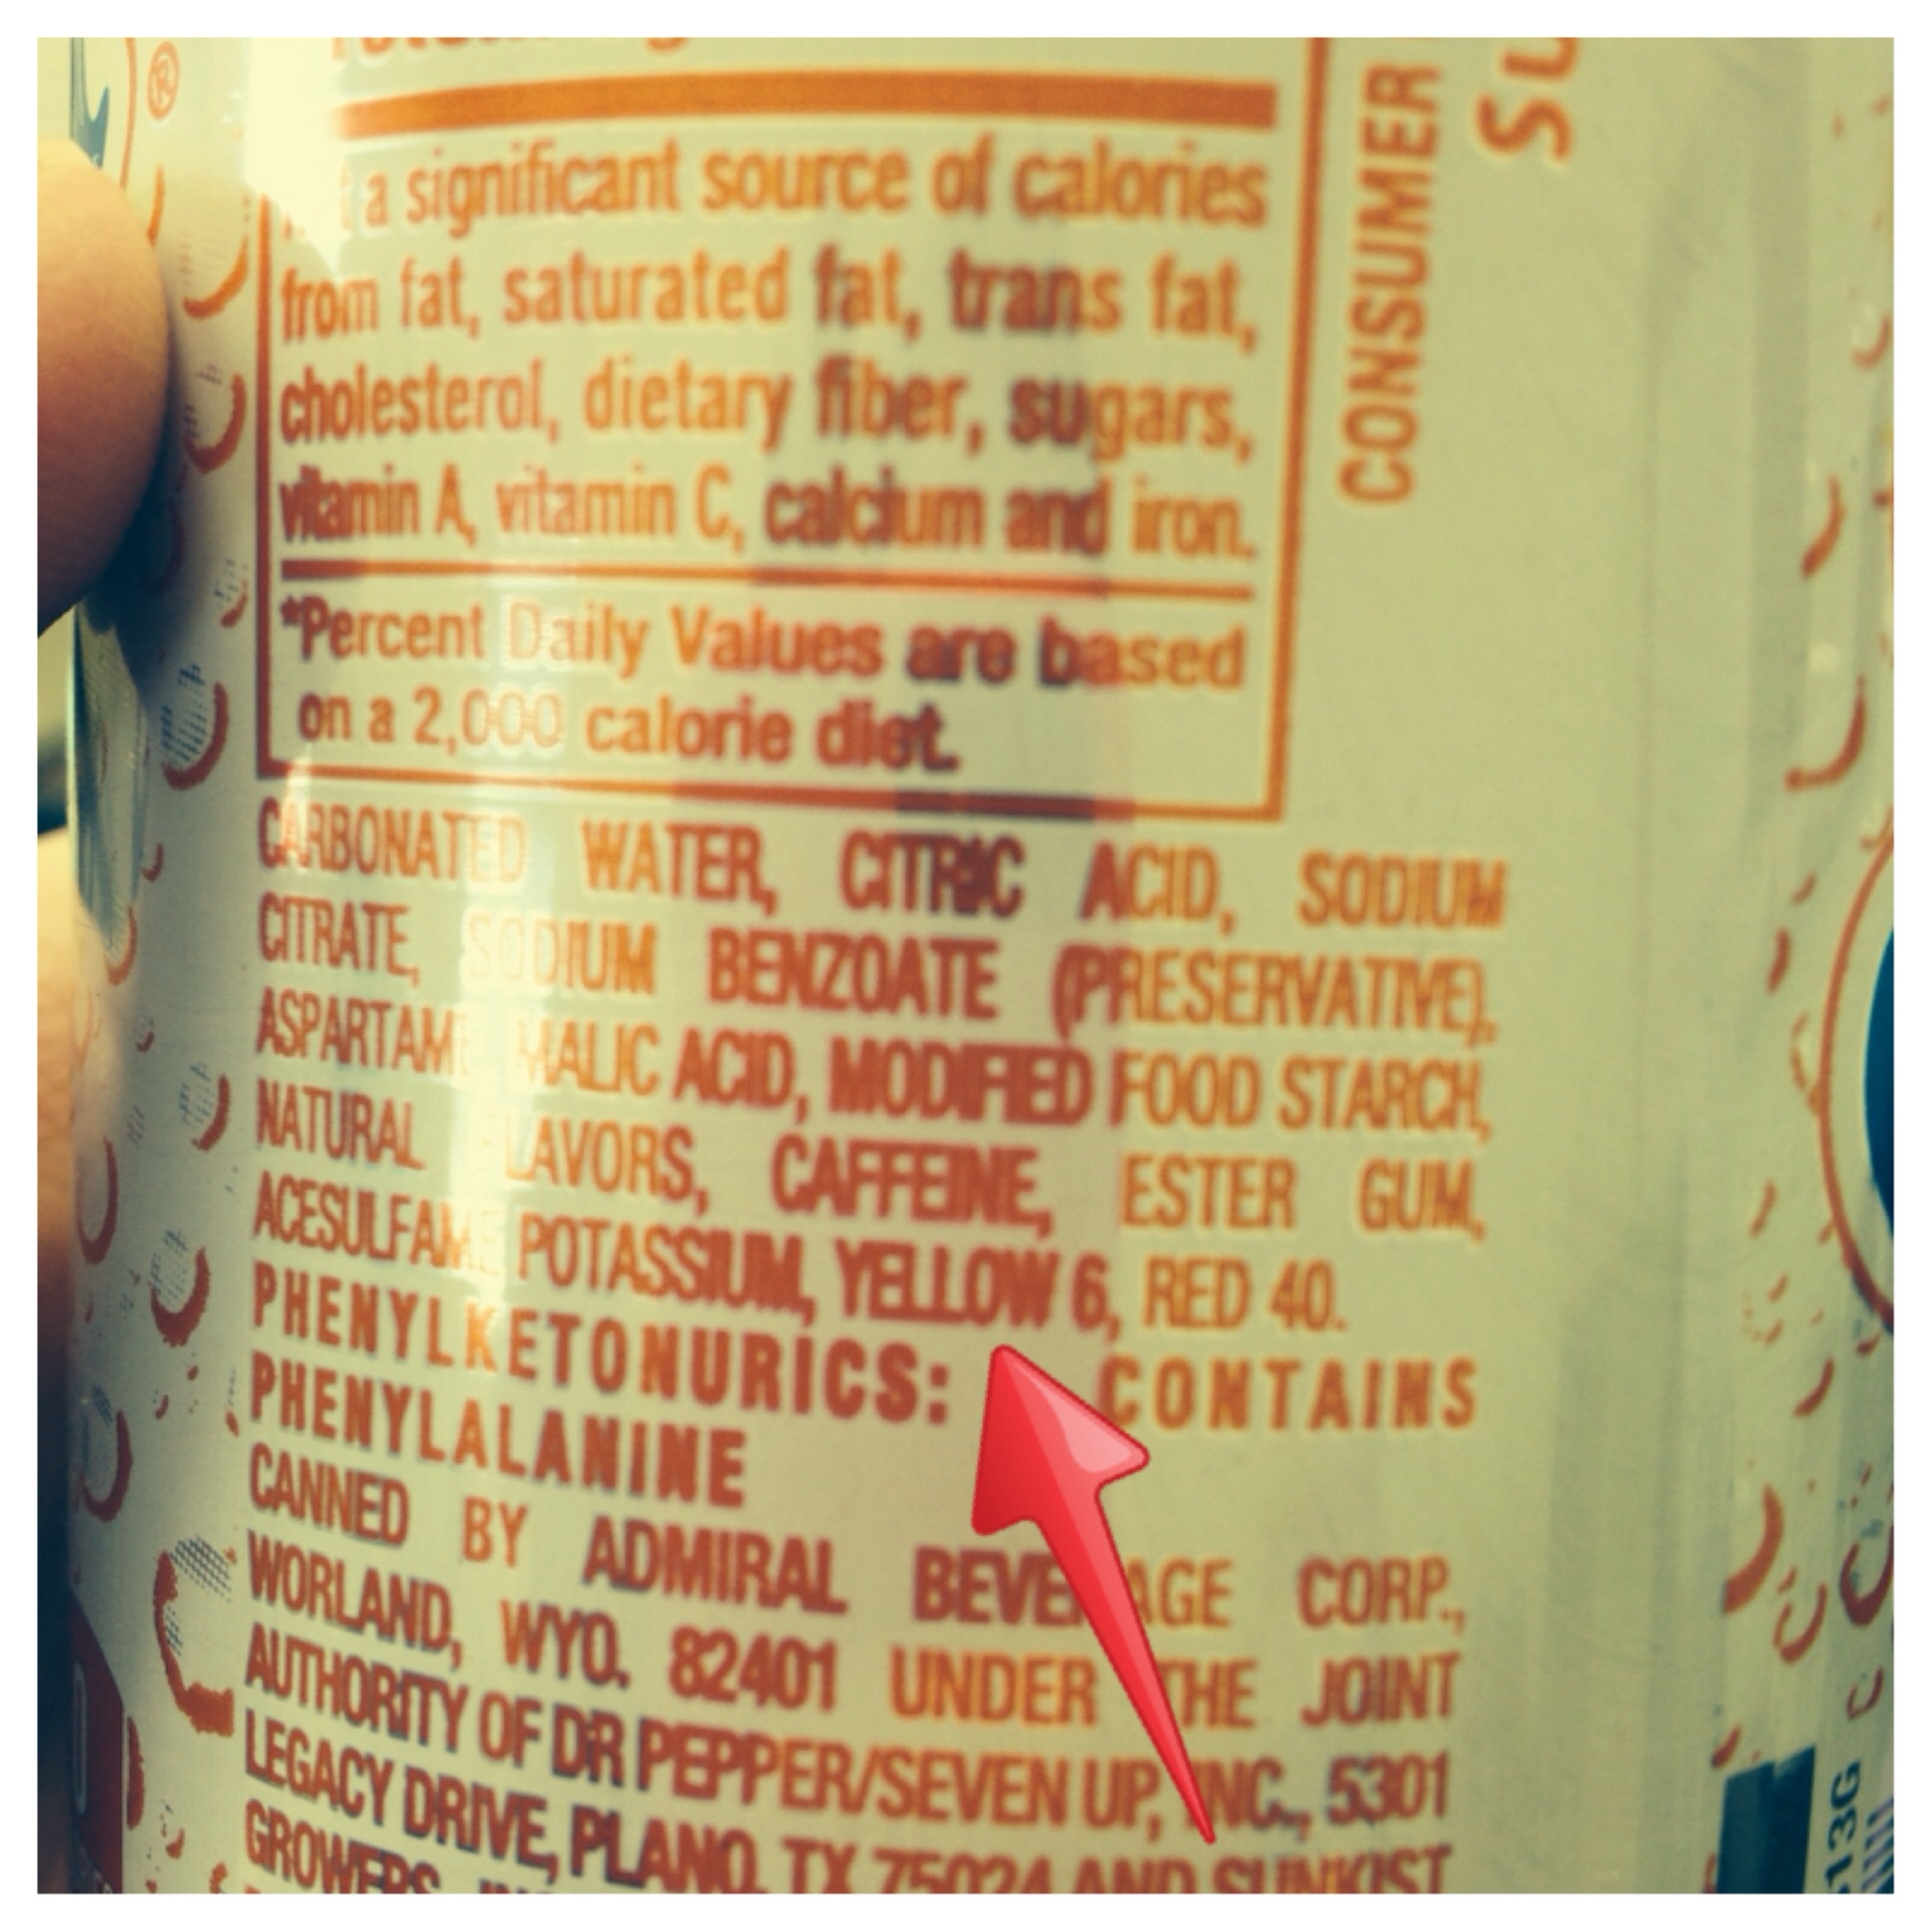 ®
a significant source of calories
from fat, saturated fat, trans fat,
cholesterol, dietary fiber, sugars,
vitamin A, vitamin C, calcium and iron.
*Percent Daily Values are based
on a 2,000 calorie diet.
CARBONATED WATER, CITRIC ACID, SODIUM
CITRATE, SODIUM BENZOATE (PRESERVATIVE),
ASPARTAME MALIC ACID, MODIFIED FOOD STARCH,
NATURAL FLAVORS, CAFFEINE, ESTER GUM,
ACESULFAME POTASSIUM, YELLOW 6, RED 40.
PHENYLKETONURICS: CONTAINS
PHENYLALANINE
CANNED BY ADMIRAL BEVERAGE CORP.,
WORLAND, WYO. 82401 UNDER THE JOINT
AUTHORITY OF DR PEPPER/SEVEN UP, INC., 5301
LEGACY DRIVE, PLANO, TX 75024 AND SUNKIST
GROWERS,
CONSUMER